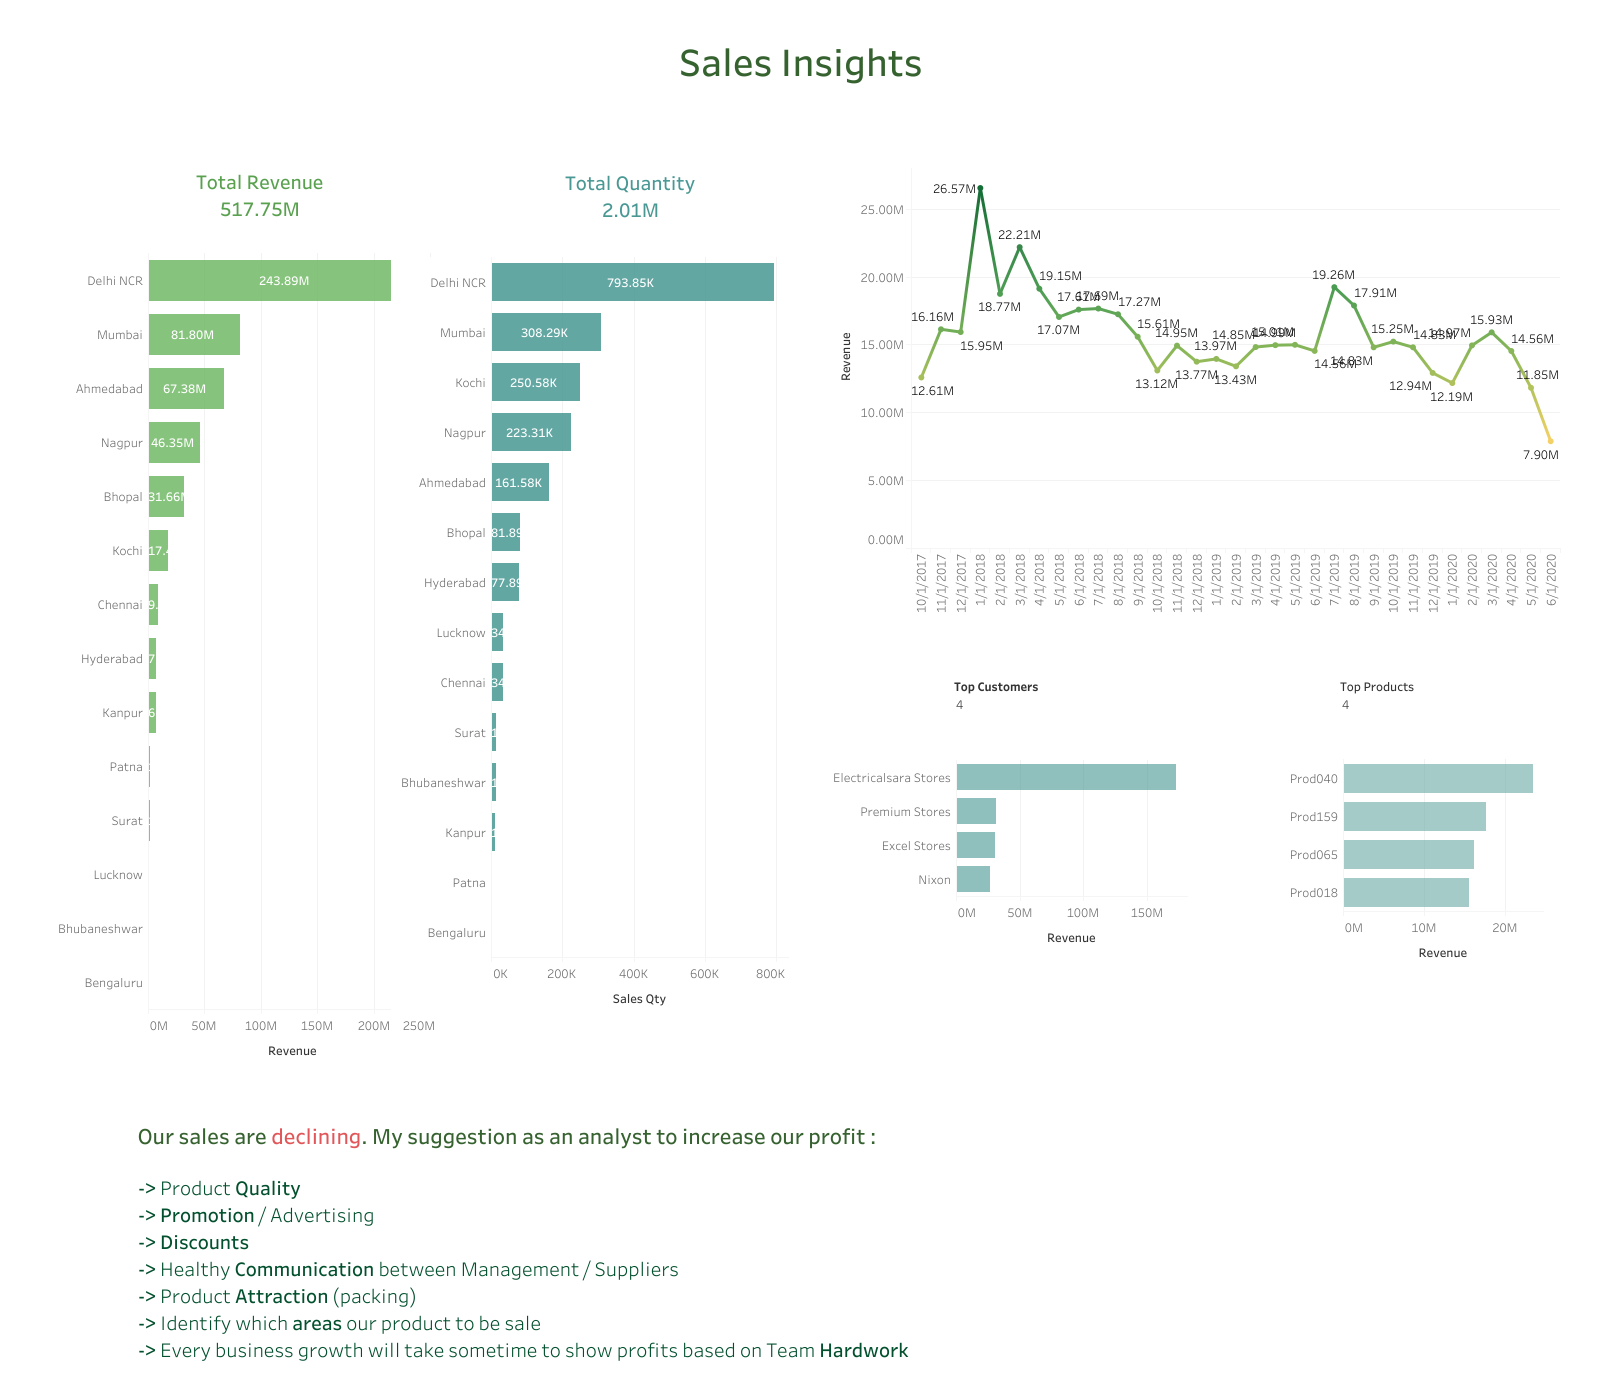 Sales Insights
Total Revenue
517.75M
Delhi NCR 243.89M
Mumbai 81.80M
Ahmedabad 67.38M
Nagpur 46.35M
Bhopal
Kochi
Chennai
Hyderabad
Kanpur
Patna
Surat
Lucknow
Bhubaneshwar
Bengaluru
0M 50M 100M 150M 200M 250M
Revenue
Total Quantity
2.01M
Delhi NCR 793.85K
Mumbai 308.29K
Kochi 250.58K
Nagpur 223.31K
Ahmedabad 161.58K
Bhopal
Hyderabad
Lucknow
Chennai
Surat
Bhubaneshwar
Kanpur
Patna
Bengaluru
0K 200K 400K 600K 800K
Sales Qty
Revenue
25.00M
20.00M
15.00M
10.00M
5.00M
0.00M
12.61M 16.16M 15.95M 26.57M 18.77M 22.21M 19.15M 17.07M 17.27M 15.61M 13.12M 14.95M 13.77M 13.97M 13.43M 14.85M 19.26M 17.91M 15.25M 12.94M 12.19M 14.97M 15.93M 14.56M 11.85M 7.90M
10/1/2017 11/1/2017 12/1/2017 1/1/2018 2/1/2018 3/1/2018 4/1/2018 5/1/2018 6/1/2018 7/1/2018 8/1/2018 9/1/2018 10/1/2018 11/1/2018 12/1/2018 1/1/2019 2/1/2019 3/1/2019 4/1/2019 5/1/2019 6/1/2019 7/1/2019 8/1/2019 9/1/2019 10/1/2019 11/1/2019 12/1/2019 1/1/2020 2/1/2020 3/1/2020 4/1/2020 5/1/2020 6/1/2020
Top Customers
4
Electricalsara Stores
Premium Stores
Excel Stores
Nixon
0M 50M 100M 150M
Revenue
Top Products
4
Prod040
Prod159
Prod065
Prod018
0M 10M 20M
Revenue
Our sales are declining. My suggestion as an analyst to increase our profit :
-> Product Quality
-> Promotion / Advertising
-> Discounts
-> Healthy Communication between Management / Suppliers
-> Product Attraction (packing)
-> Identify which areas our product to be sale
-> Every business growth will take sometime to show profits based on Team Hardwork